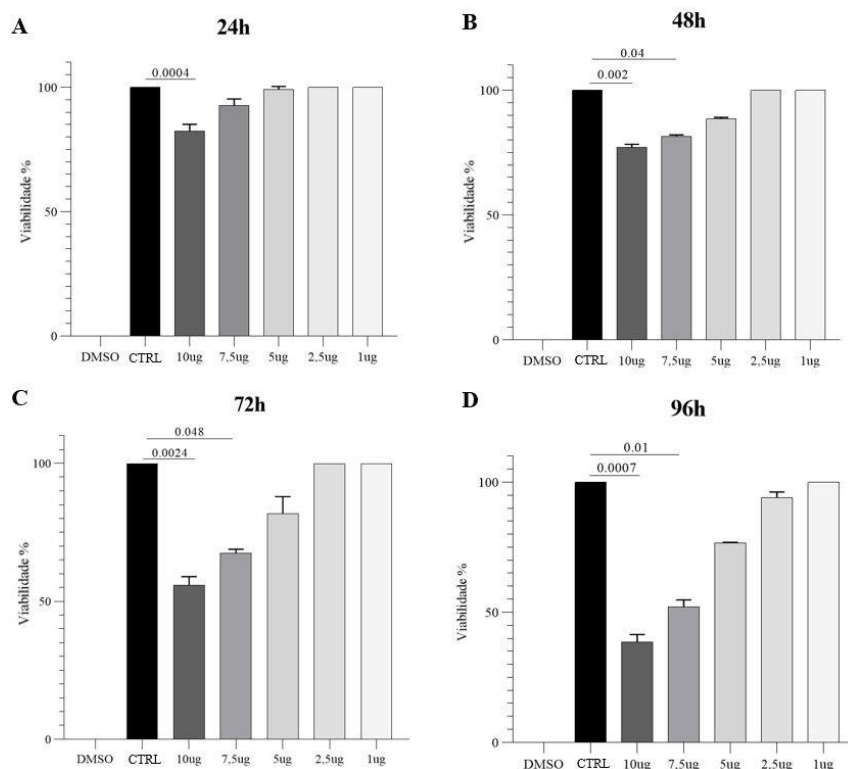 A
24h
0.0004
100
50
0
Viabilidade %
DMSO CTRL 10ug 7,5ug 5ug 2,5ug 1ug
B
48h
0.04
0.002
100
50
0
Viabilidade %
DMSO CTRL 10ug 7,5ug 5ug 2,5ug 1ug
C
72h
0.048
0.0024
100
50
0
Viabilidade %
DMSO CTRL 10ug 7,5ug 5ug 2,5ug 1ug
D
96h
0.01
0.0007
100
50
0
Viabilidade %
DMSO CTRL 10ug 7,5ug 5ug 2,5ug 1ug